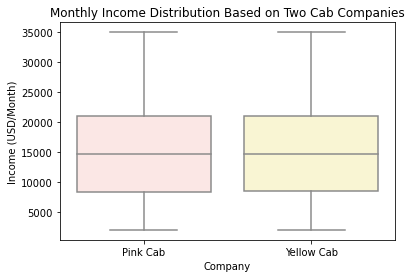 Monthly Income Distribution Based on Two Cab Companies
35000
30000
25000
20000
15000
10000
5000
Income (USD/Month)
Pink Cab
Yellow Cab
Company